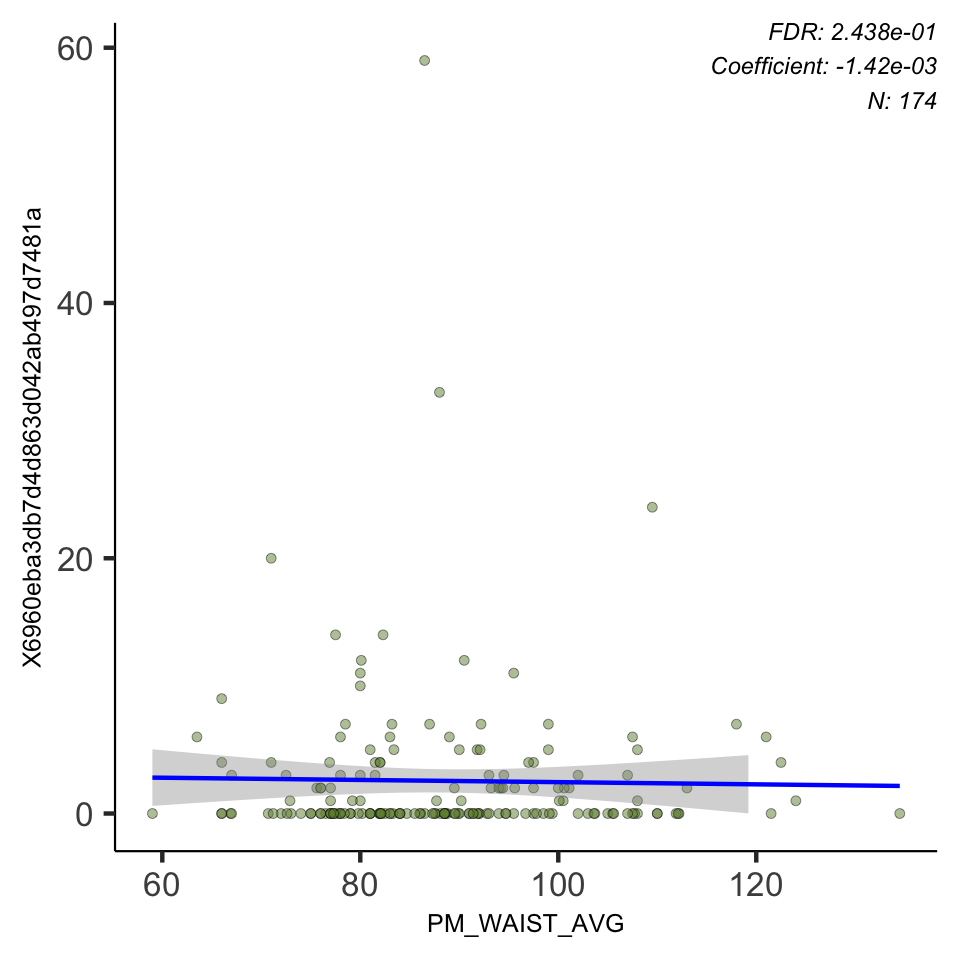 FDR: 2.438e-01
Coefficient: -1.42e-03
N: 174
60
40
20
0
X6960eba3db7d4d863d042ab497d7481a
60 80 100 120
PM_WAIST_AVG